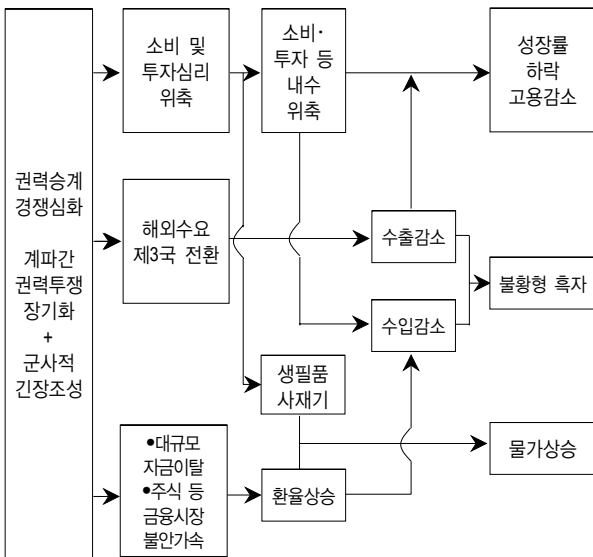 권력승계
경쟁심화
계파간
권력투쟁
장기화
+
군사적
긴장조성
소비 및
투자심리
위축
소비·
투자 등
내수
위축
성장률
하락
고용감소
해외수요
제3국 전환
수출감소
불황형 흑자
수입감소
생필품
사재기
●대규모
자금이탈
●주식 등
금융시장
불안가속
환율상승
물가상승